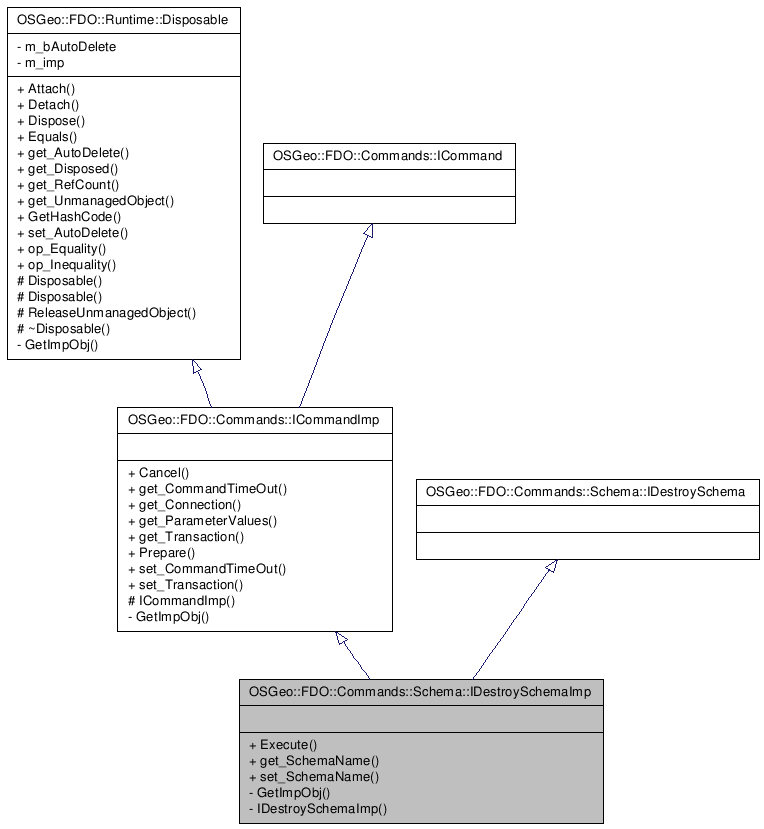 OSGeo::FDO::Runtime::Disposable
- m_bAutoDelete
- m_imp
+ Attach()
+ Detach()
+ Dispose()
+ Equals()
+ get_AutoDelete()
+ get_Disposed()
+ get_RefCount()
+ get_UnmanagedObject()
+ GetHashCode()
+ set_AutoDelete()
+ op_Equality()
+ op_Inequality()
# Disposable()
# Disposable()
# ReleaseUnmanagedObject()
# ~Disposable()
- GetImpObj()
OSGeo::FDO::Commands::ICommand
OSGeo::FDO::Commands::ICommandImp
+ Cancel()
+ get_CommandTimeOut()
+ get_Connection()
+ get_ParameterValues()
+ get_Transaction()
+ Prepare()
+ set_CommandTimeOut()
+ set_Transaction()
# ICommandImp()
- GetImpObj()
OSGeo::FDO::Commands::Schema::IDestroySchema
OSGeo::FDO::Commands::Schema::IDestroySchemaImp
+ Execute()
+ get_SchemaName()
+ set_SchemaName()
- GetImpObj()
- IDestroySchemaImp()